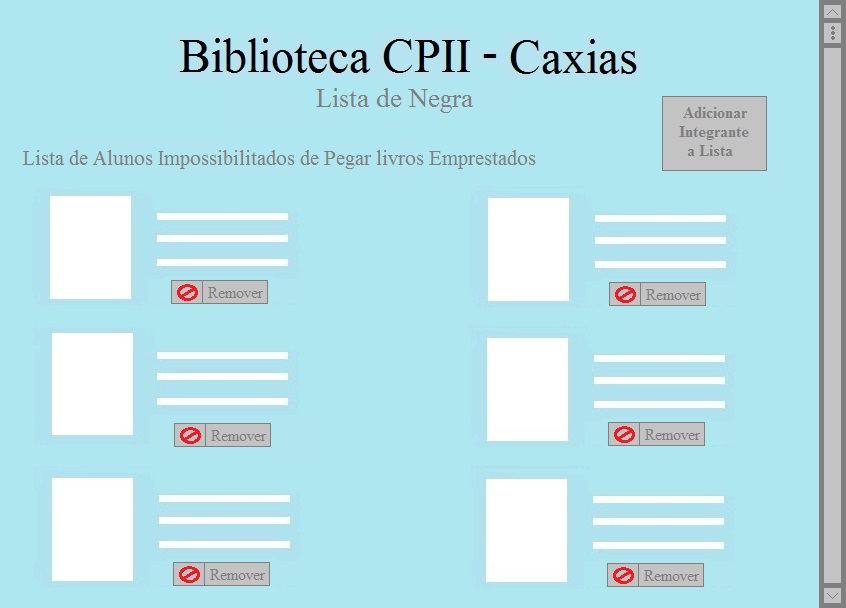 Biblioteca CPII - Caxias
Lista de Negra
Adicionar
Integrante
a Lista
Lista de Alunos Impossibilitados de Pegar livros Emprestados
Remover
Remover
Remover
Remover
Remover
Remover